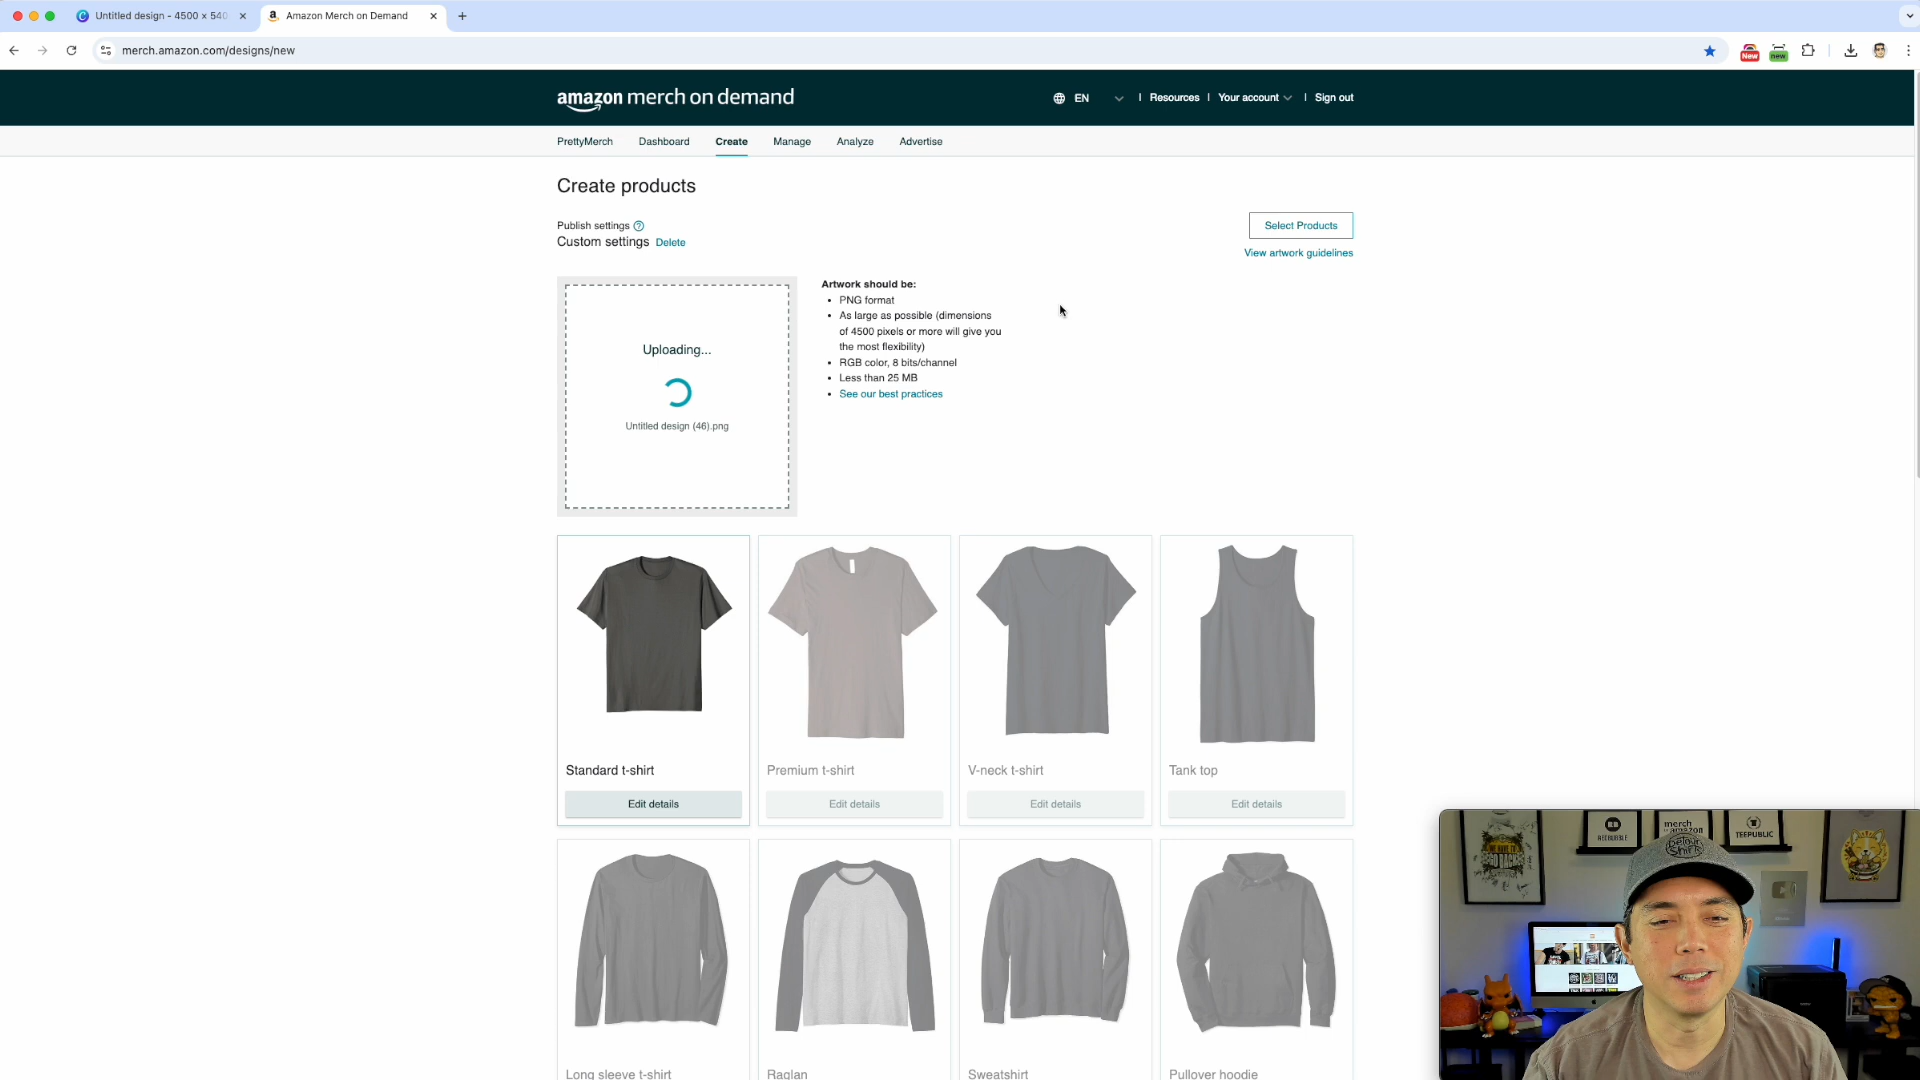 Untitled design - 4500 × 540
Amazon Merch on Demand
merch.amazon.com/designs/new
New
new
amazon merch on demand
EN
Resources
Your account
Sign out
PrettyMerch
Dashboard
Create
Manage
Analyze
Advertise
Create products
Publish settings
Custom settings Delete
Select Products
View artwork guidelines
Uploading...
Untitled design (46).png
Artwork should be:
• PNG format
• As large as possible (dimensions
of 4500 pixels or more will give you
the most flexibility)
• RGB color, 8 bits/channel
• Less than 25 MB
• See our best practices
Standard t-shirt
Edit details
Premium t-shirt
Edit details
V-neck t-shirt
Edit details
Tank top
Edit details
Long sleeve t-shirt
Raglan
Sweatshirt
Pullover hoodie
REDBUBBLE
merch
TEEPUBLIC